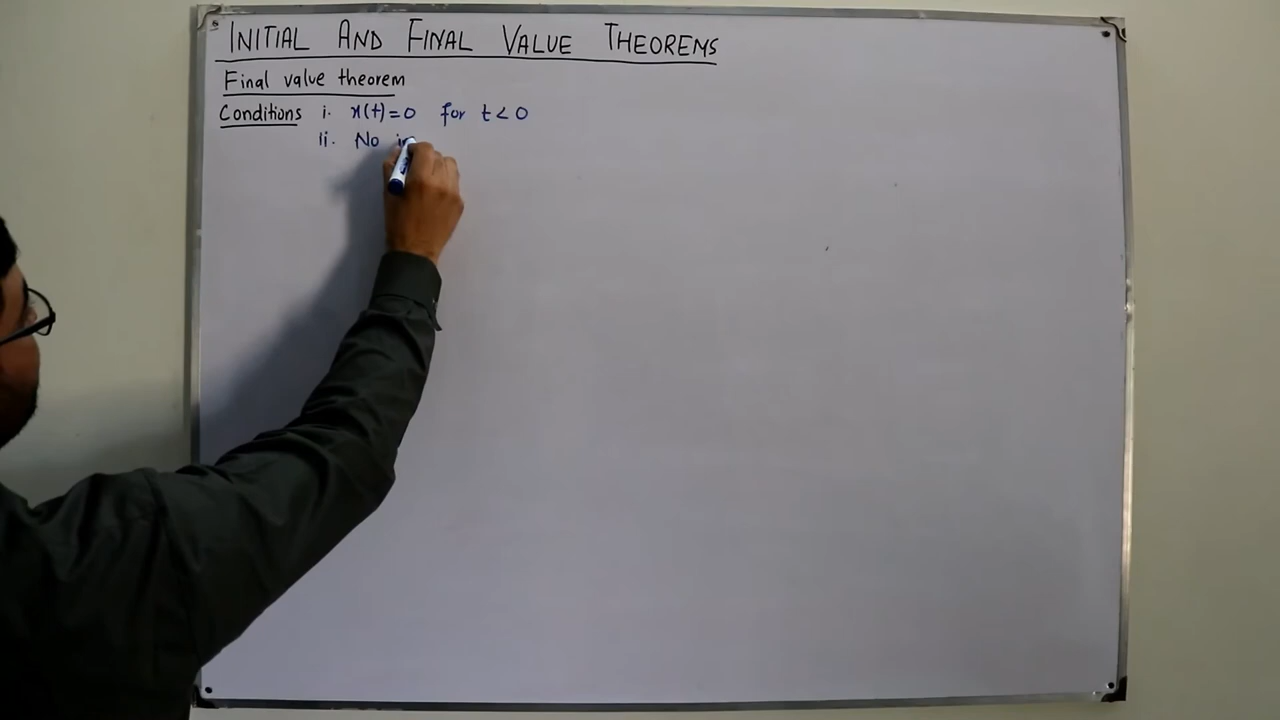 INITIAL AND FINAL VALUE THEOREMS
Final value theorem
Conditions i. x(t)=0 for t<0
ii. No